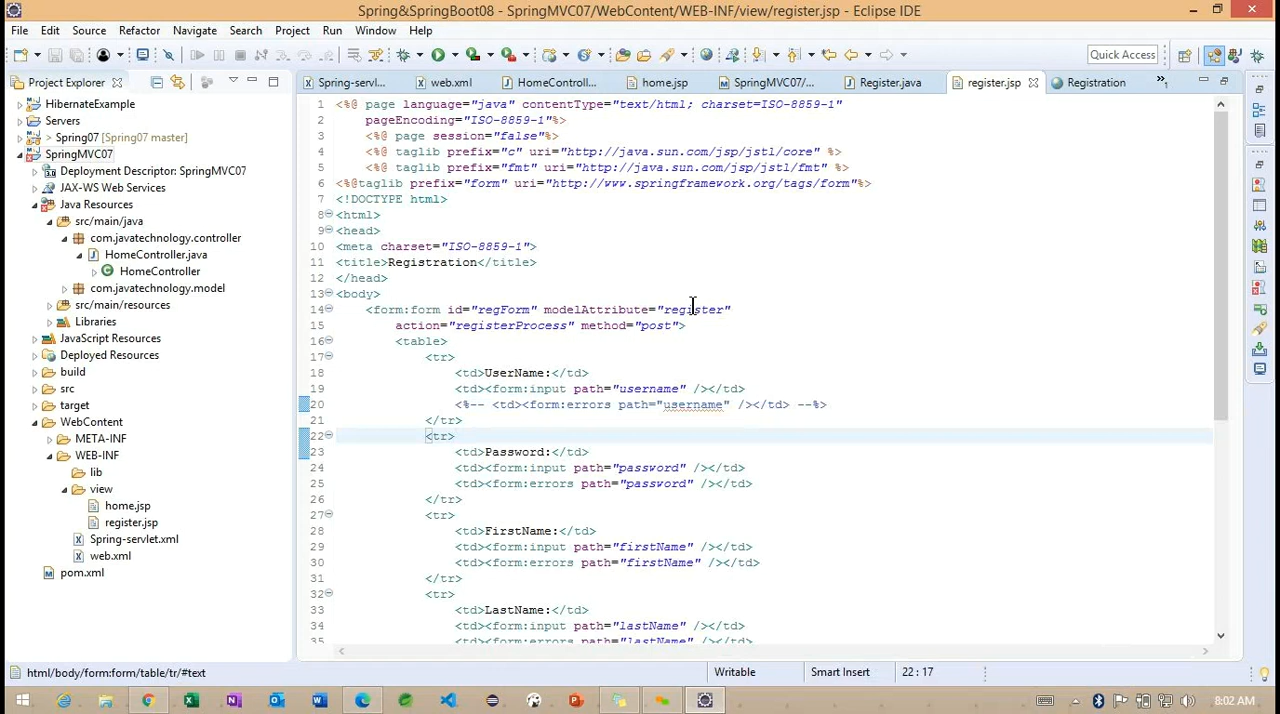 Spring&SpringBoot08 - SpringMVC07/WebContent/WEB-INF/view/register.jsp - Eclipse IDE
File Edit Source Refactor Navigate Search Project Run Window Help
Quick Access
Project Explorer
Spring-servl... web.xml HomeControll... home.jsp SpringMVC07/... Register.java register.jsp Registration
HibernateExample
Servers
> Spring07 [Spring07 master]
SpringMVC07
Deployment Descriptor: SpringMVC07
JAX-WS Web Services
Java Resources
src/main/java
com.javatechnology.controller
HomeController.java
HomeController
com.javatechnology.model
src/main/resources
Libraries
JavaScript Resources
Deployed Resources
build
src
target
WebContent
META-INF
WEB-INF
lib
view
home.jsp
register.jsp
Spring-servlet.xml
web.xml
pom.xml
1 <%@ page language="java" contentType="text/html; charset=ISO-8859-1"
2 pageEncoding="ISO-8859-1"%>
3 <%@ page session="false"%>
4 <%@ taglib prefix="c" uri="http://java.sun.com/jsp/jstl/core" %>
5 <%@ taglib prefix="fmt" uri="http://java.sun.com/jsp/jstl/fmt" %>
6 <%@taglib prefix="form" uri="http://www.springframework.org/tags/form"%>
7 <!DOCTYPE html>
8 <html>
9 <head>
10 <meta charset="ISO-8859-1">
11 <title>Registration</title>
12 </head>
13 <body>
14 <form:form id="regForm" modelAttribute="register"
15 action="registerProcess" method="post">
16 <table>
17 <tr>
18 <td>UserName:</td>
19 <td><form:input path="username" /></td>
20 <%-- <td><form:errors path="username" /></td> --%>
21 </tr>
22 <tr>
23 <td>Password:</td>
24 <td><form:input path="password" /></td>
25 <td><form:errors path="password" /></td>
26 </tr>
27 <tr>
28 <td>FirstName:</td>
29 <td><form:input path="firstName" /></td>
30 <td><form:errors path="firstName" /></td>
31 </tr>
32 <tr>
33 <td>LastName:</td>
34 <td><form:input path="lastName" /></td>
35 <td><form:errors path="lastName" /></td>
html/body/form:form/table/tr/#text
Writable
Smart Insert
22 : 17
8:02 AM